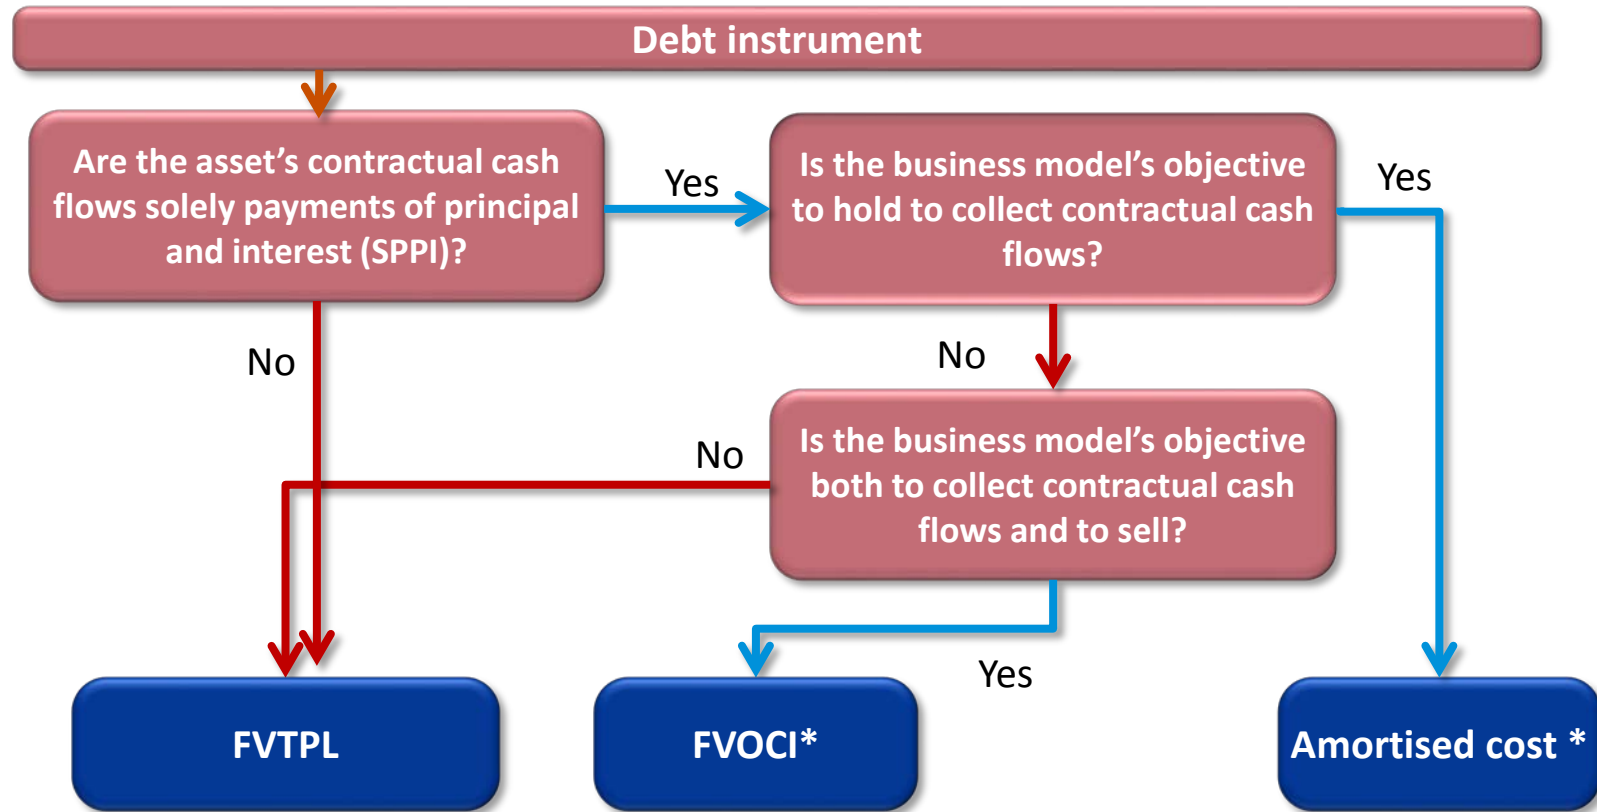 Debt instrument
Are the asset’s contractual cash
flows solely payments of principal
and interest (SPPI)?
Yes
Is the business model’s objective
to hold to collect contractual cash
flows?
Yes
No
No
Is the business model’s objective
both to collect contractual cash
flows and to sell?
No
Yes
FVTPL
FVOCI*
Amortised cost *